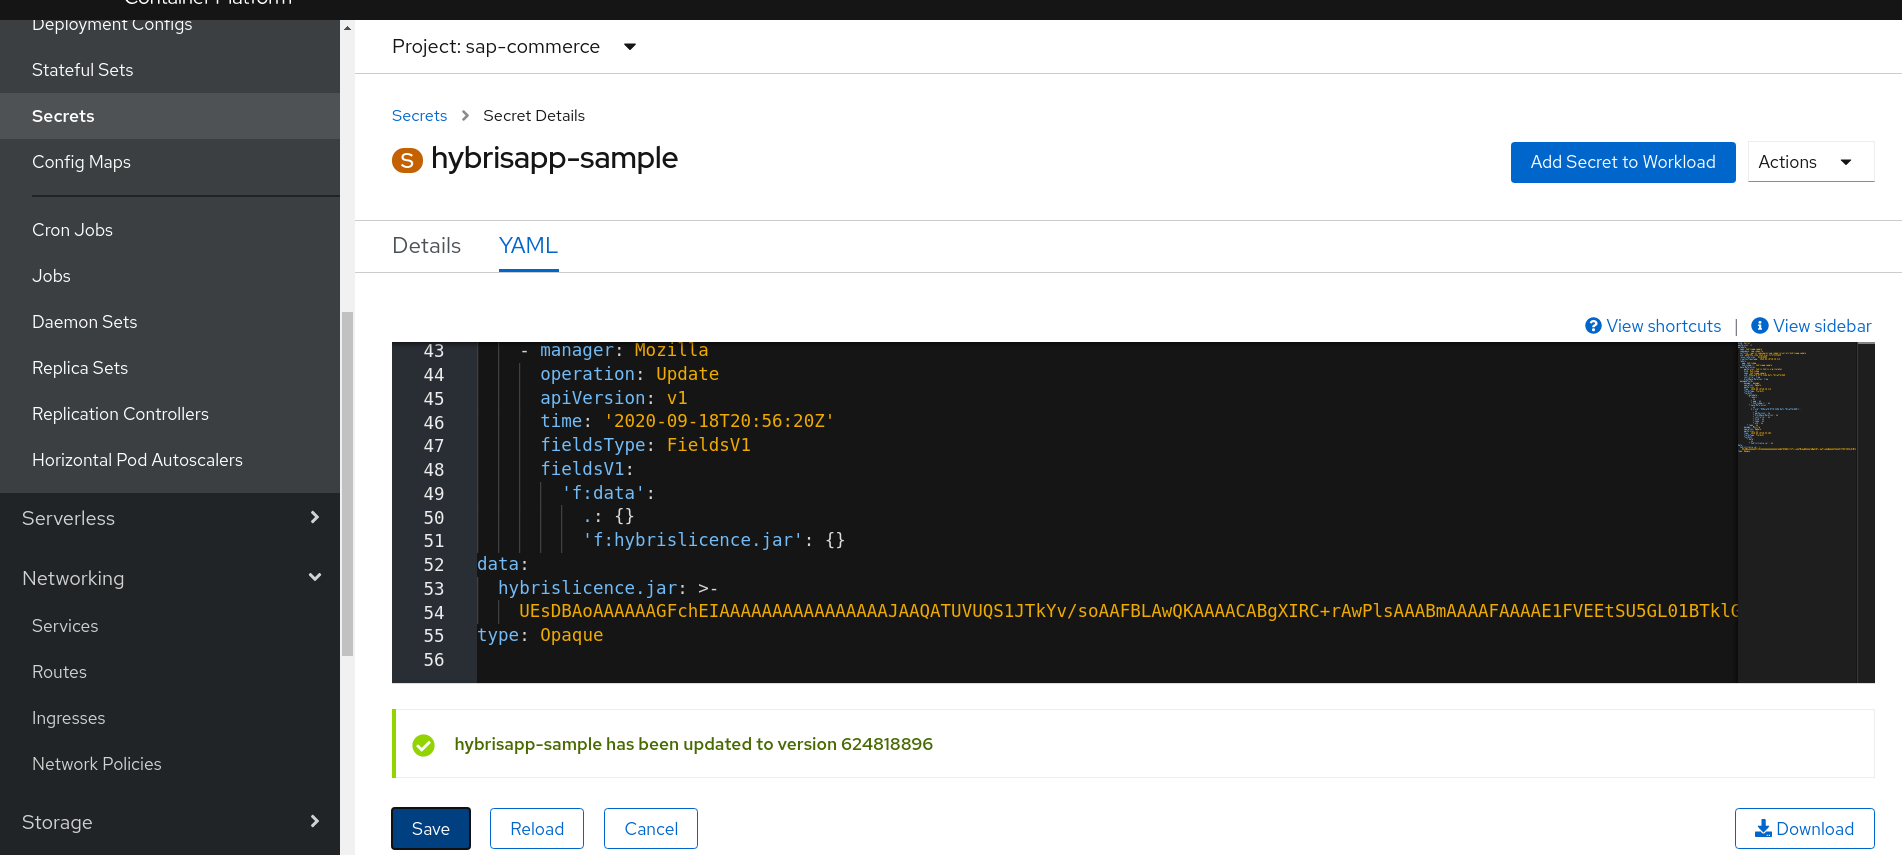 Container Platform
Deployment Configs
Stateful Sets
Secrets
Config Maps
Cron Jobs
Jobs
Daemon Sets
Replica Sets
Replication Controllers
Horizontal Pod Autoscalers
Serverless
Networking
Services
Routes
Ingresses
Network Policies
Storage
Project: sap-commerce
Secrets > Secret Details
S hybrisapp-sample
Add Secret to Workload
Actions
Details YAML
View shortcuts | View sidebar
43 - manager: Mozilla
44 operation: Update
45 apiVersion: v1
46 time: '2020-09-18T20:56:20Z'
47 fieldsType: FieldsV1
48 fieldsV1:
49 'f:data':
50 .: {}
51 'f:hybrislicence.jar': {}
52 data:
53 hybrislicence.jar: >-
54 UEsDBAoAAAAAAGFchEIAAAAAAAAAAAAAAAAJAAQATUVUQS1JTkYv/soAAFBLAwQKAAAACABgXIRC+rAwPlsAAABmAAAAFAAAAE1FVEEtSU5GL01BTklG
55 type: Opaque
56
hybrisapp-sample has been updated to version 624818896
Save Reload Cancel Download